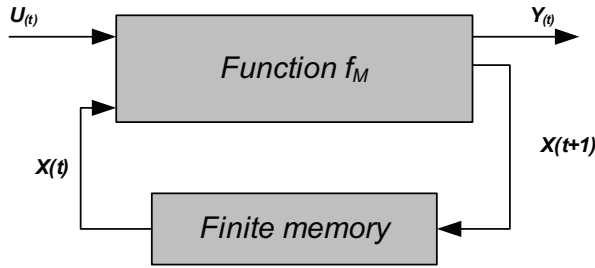 U(t)
Y(t)
Function fM
X(t)
X(t+1)
Finite memory